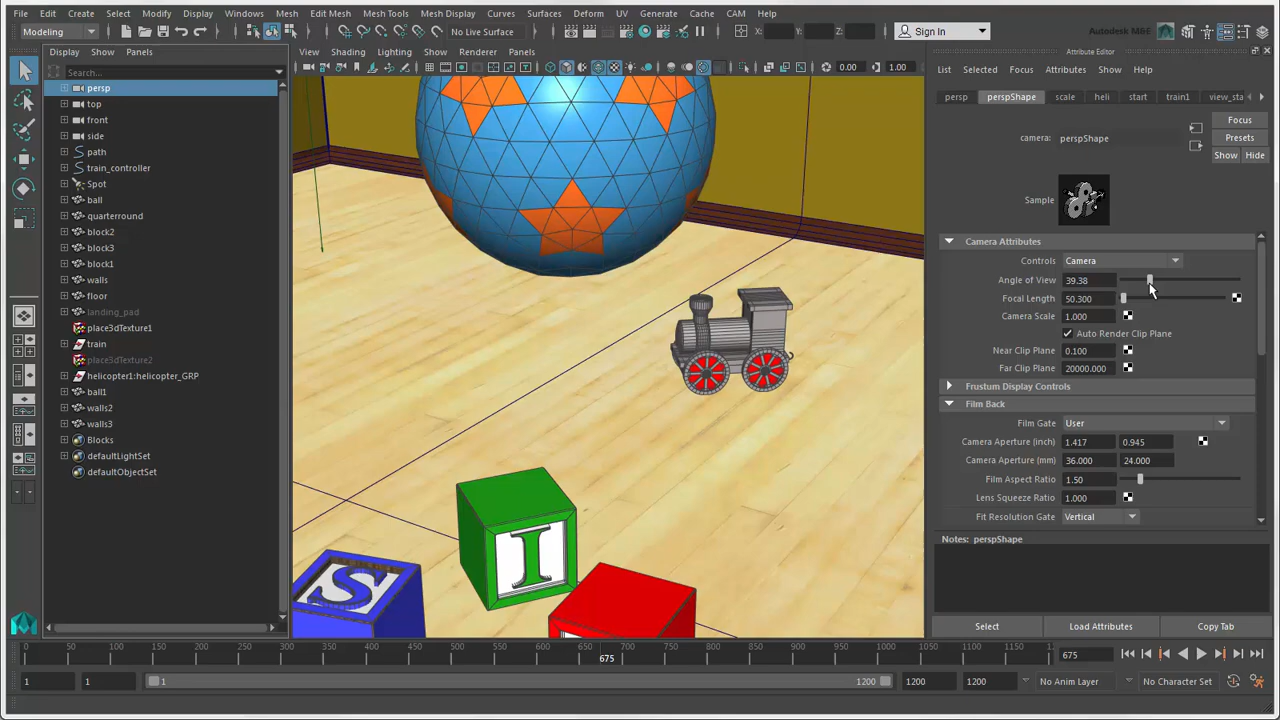 File Edit Create Select Modify Display Windows Mesh Edit Mesh Mesh Tools Mesh Display Curves Surfaces Deform UV Generate Cache CAM Help
Modeling No Live Surface X: Y: Z: Sign In Autodesk M&E
Attribute Editor
Display Show Panels
View Shading Lighting Show Renderer Panels
List Selected Focus Attributes Show Help
Search...
0.00 1.00
persp
top
front
side
path
train_controller
Spot
ball
quarterround
block2
block3
block1
walls
floor
landing_pad
place3dTexture1
train
place3dTexture2
helicopter1:helicopter_GRP
ball1
walls2
walls3
Blocks
defaultLightSet
defaultObjectSet
I
S
persp perspShape scale heli start train1 view_sta
Focus
camera: perspShape
Presets
Show Hide
Sample
Camera Attributes
Controls Camera
Angle of View 39.38
Focal Length 50.300
Camera Scale 1.000
Auto Render Clip Plane
Near Clip Plane 0.100
Far Clip Plane 20000.000
Frustum Display Controls
Film Back
Film Gate User
Camera Aperture (inch) 1.417 0.945
Camera Aperture (mm) 36.000 24.000
Film Aspect Ratio 1.50
Lens Squeeze Ratio 1.000
Fit Resolution Gate Vertical
Notes: perspShape
Select Load Attributes Copy Tab
0 50 100 150 200 250 300 350 400 450 500 550 600 650 700 750 800 850 900 950 1000 1050 1100 1150
675
675
1 1 1 1200 1200 1200 No Anim Layer No Character Set